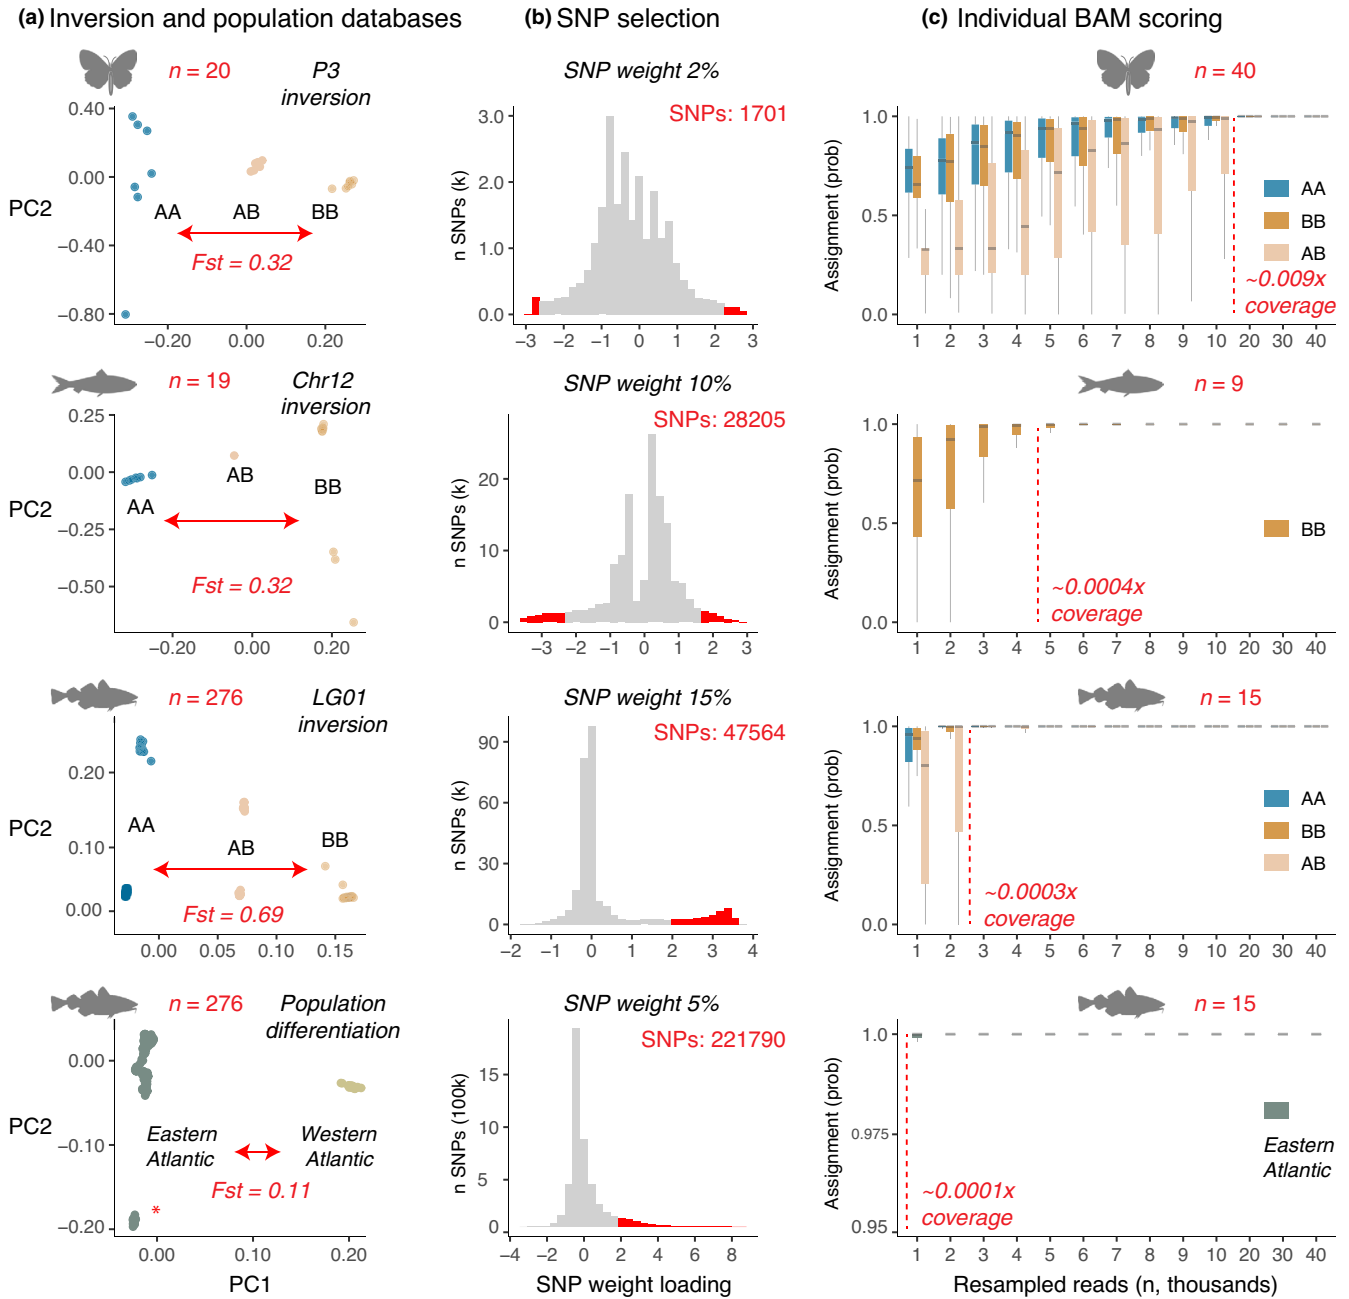 (a) Inversion and population databases
(b) SNP selection
(c) Individual BAM scoring
n = 20
P3
inversion
0.40
0.00
−0.40
−0.80
PC2
AA
AB
BB
Fst = 0.32
−0.20
0.00
0.20
SNP weight 2%
SNPs: 1701
n SNPs (k)
3.0
2.0
1.0
0.0
−3 −2 −1 0 1 2 3
n = 40
Assignment (prob)
1.0
0.5
0.0
AA
BB
AB
~0.009x
coverage
1 2 3 4 5 6 7 8 9 10 20 30 40
n = 19
Chr12
inversion
0.25
0.00
−0.25
−0.50
PC2
AA
AB
BB
Fst = 0.32
−0.20
0.00
0.20
SNP weight 10%
SNPs: 28205
n SNPs (k)
20
10
0
−3 −2 −1 0 1 2 3
n = 9
Assignment (prob)
1.0
0.5
0.0
BB
~0.0004x
coverage
1 2 3 4 5 6 7 8 9 10 20 30 40
n = 276
LG01
inversion
0.20
0.10
0.00
PC2
AA
AB
BB
Fst = 0.69
0.00
0.10
0.15
SNP weight 15%
SNPs: 47564
n SNPs (k)
90
60
30
0
−2 −1 0 1 2 3 4
n = 15
Assignment (prob)
1.0
0.5
0.0
AA
BB
AB
~0.0003x
coverage
1 2 3 4 5 6 7 8 9 10 20 30 40
n = 276
Population
differentiation
0.00
−0.10
−0.20
PC2
Eastern
Atlantic
Western
Atlantic
Fst = 0.11
*
0.00
0.10
0.20
PC1
SNP weight 5%
SNPs: 221790
n SNPs (100k)
15
5
0
−4 −2 0 2 4 6 8
SNP weight loading
n = 15
Assignment (prob)
1.0
0.975
0.95
Eastern
Atlantic
~0.0001x
coverage
1 2 3 4 5 6 7 8 9 10 20 30 40
Resampled reads (n, thousands)